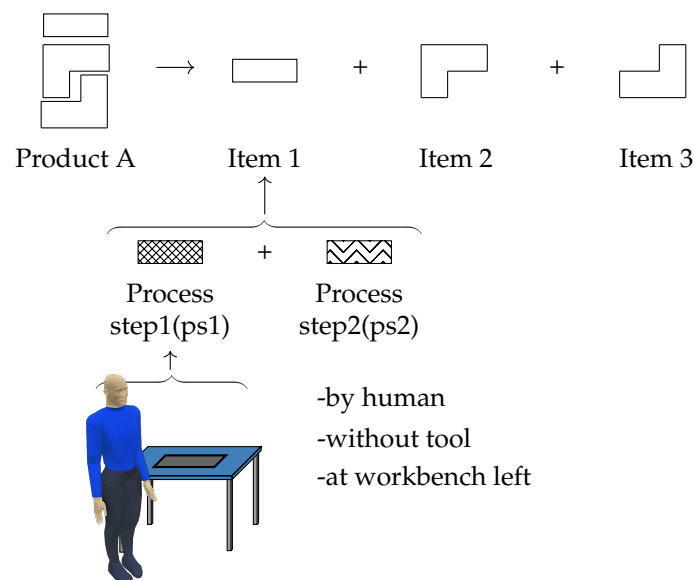 + +
Product A Item 1 Item 2 Item 3
+
Process Process
step1(ps1) step2(ps2)
-by human
-without tool
-at workbench left